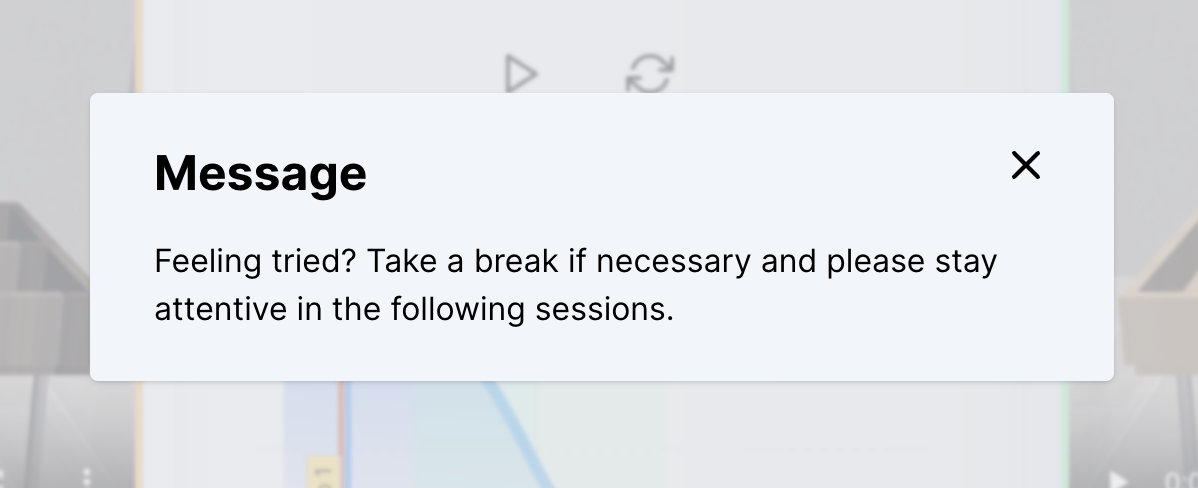 Message
Feeling tried? Take a break if necessary and please stay
attentive in the following sessions.